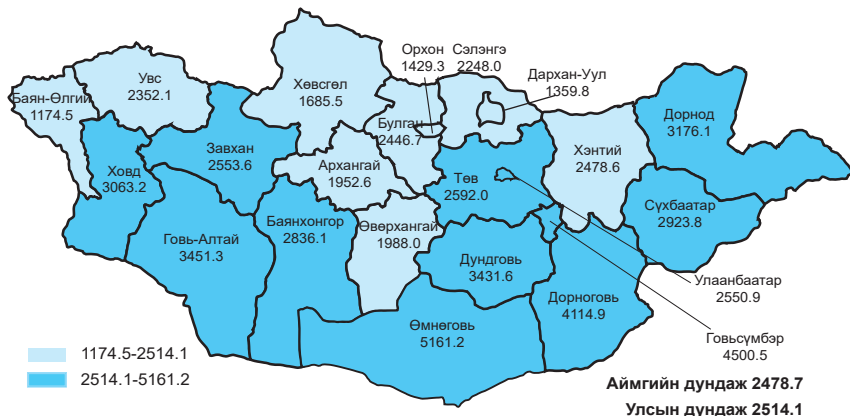 Орхон
1429.3
Сэлэнгэ
2248.0
Дархан-Уул
1359.8
Увс
2352.1
Баян-Өлгий
1174.5
Хөвсгөл
1685.5
Булган
2446.7
Дорнод
3176.1
Хэнтий
2478.6
Завхан
2553.6
Ховд
3063.2
Архангай
1952.6
Төв
2592.0
Сүхбаатар
2923.8
Говь-Алтай
3451.3
Баянхонгор
2836.1
Өвөрхангай
1988.0
Дундговь
3431.6
Улаанбаатар
2550.9
Дорноговь
4114.9
Өмнөговь
5161.2
Говьсүмбэр
4500.5
1174.5-2514.1
2514.1-5161.2
Аймгийн дундаж 2478.7
Улсын дундаж 2514.1